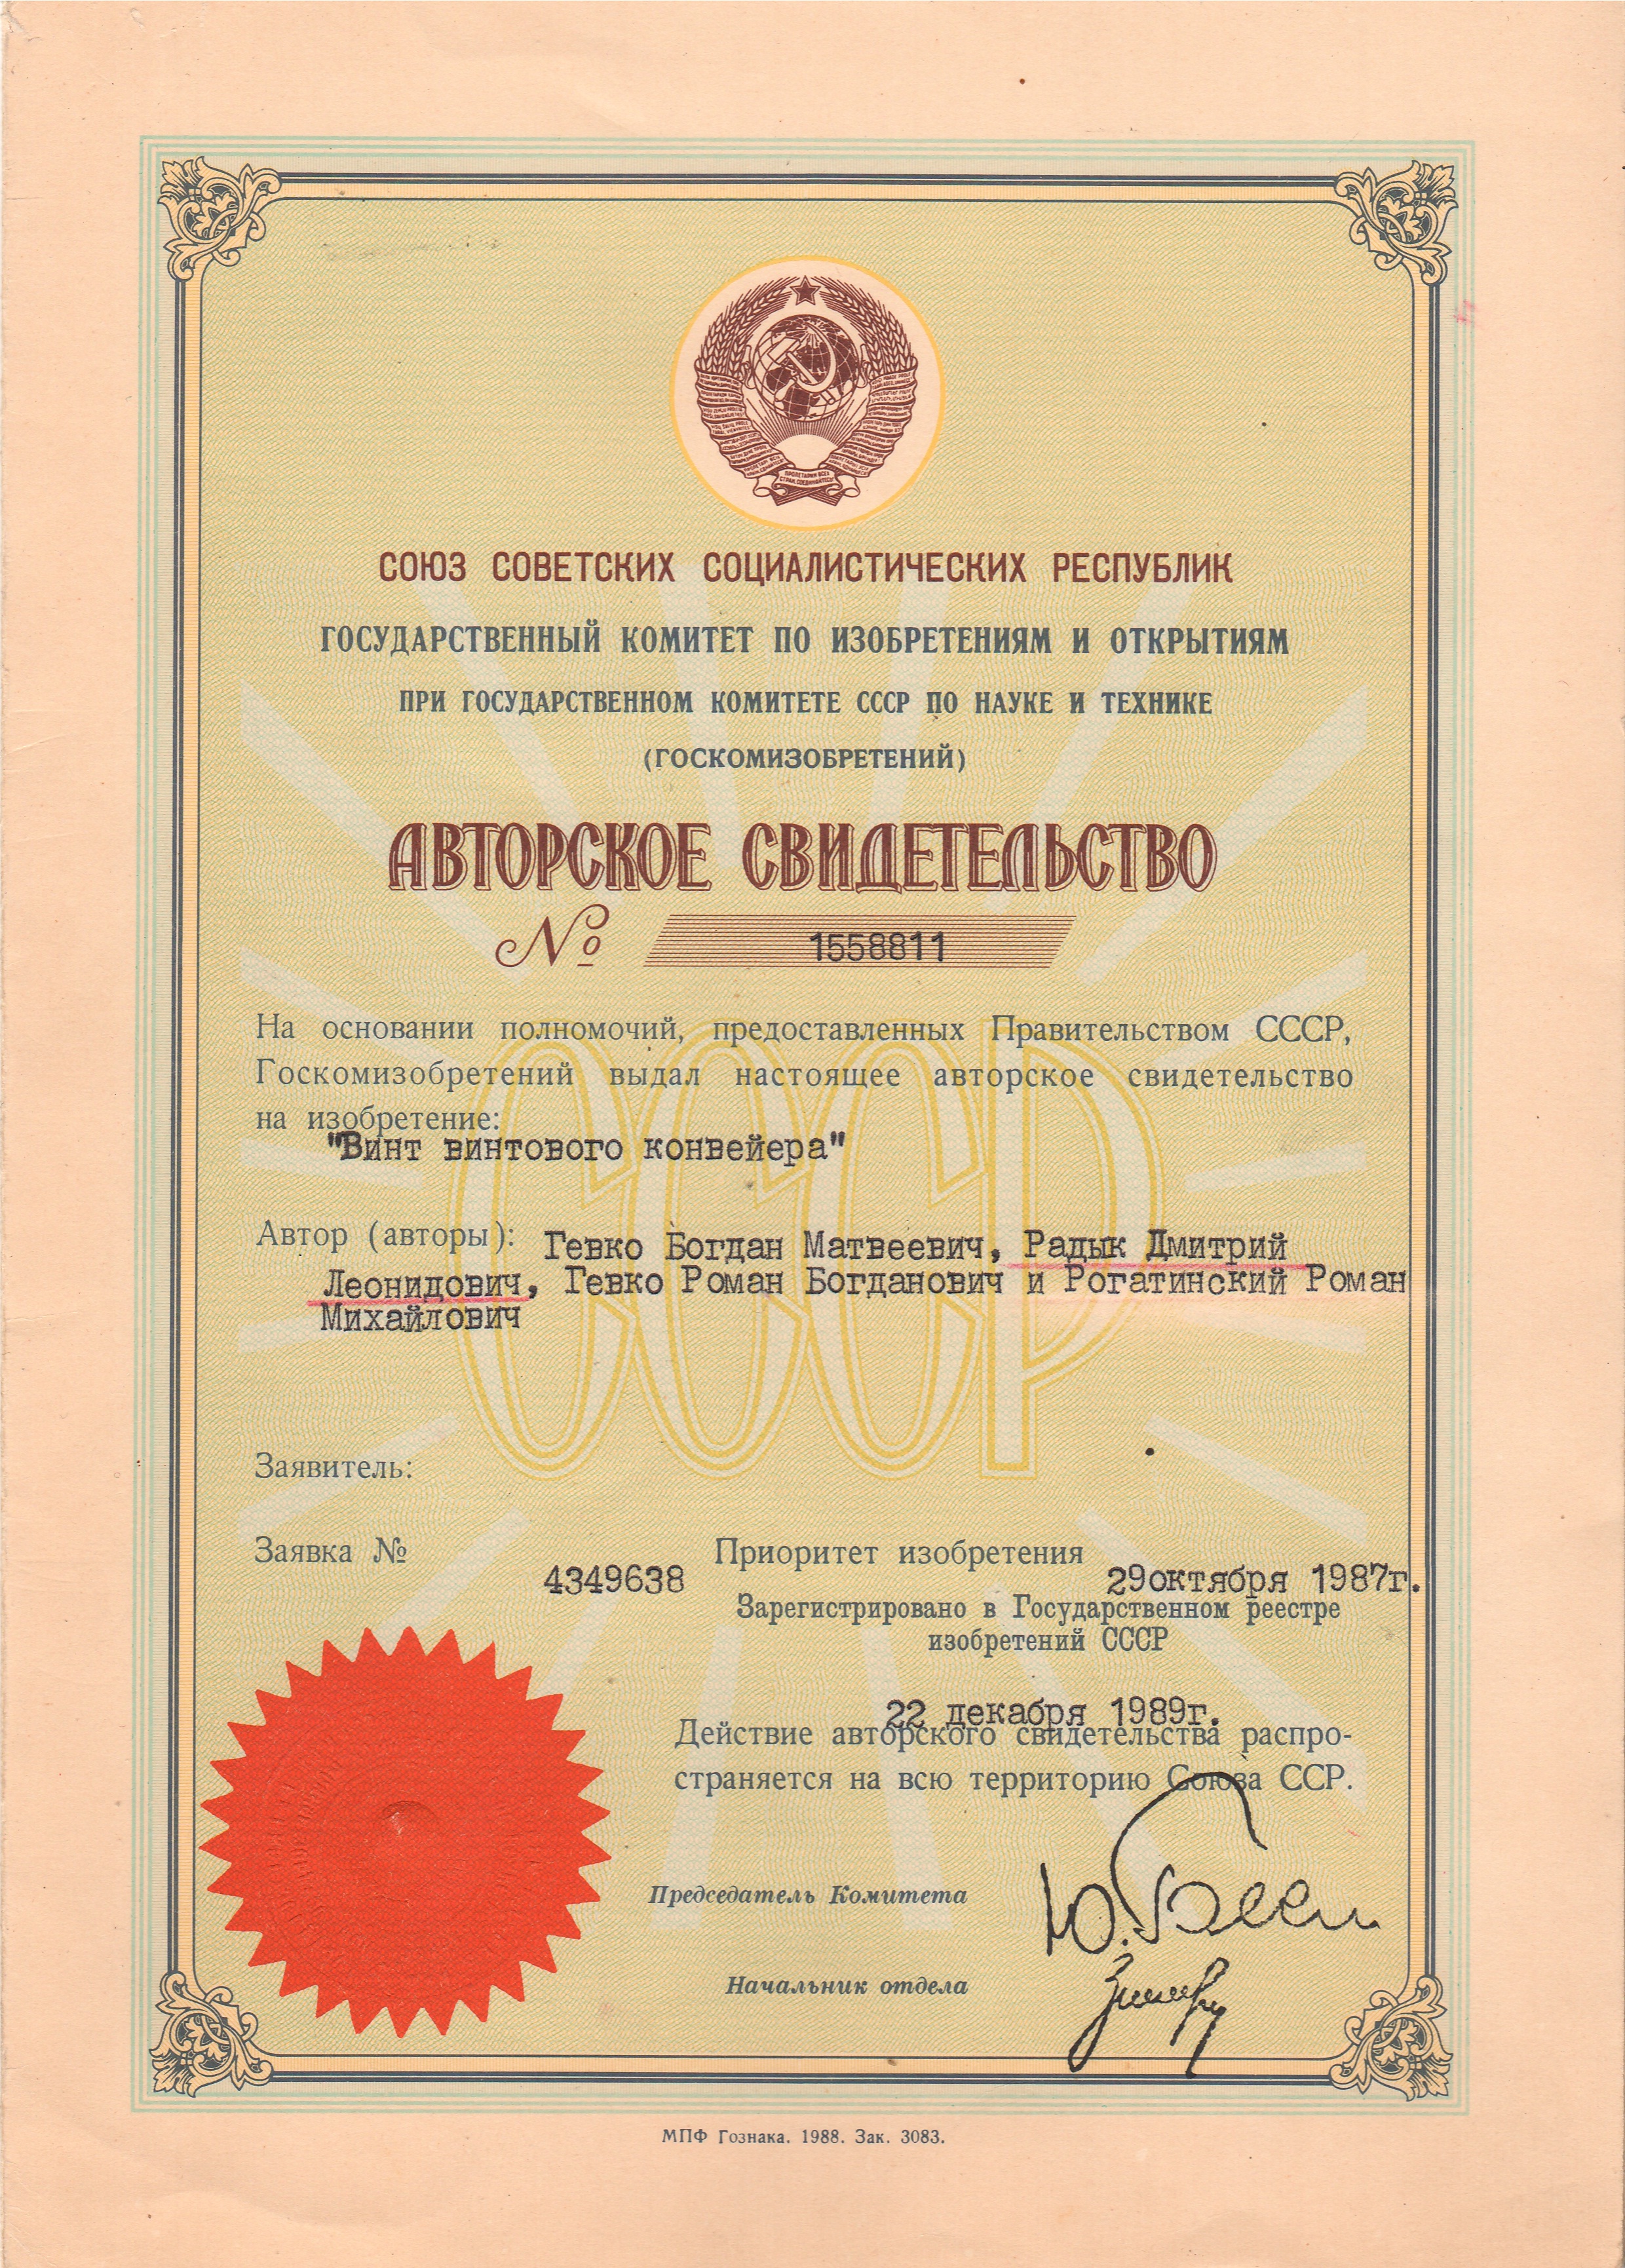 ПРОЛЕТАРИИ ВСЕХ
СТРАН, СОЕДИНЯЙТЕСЬ!
СОЮЗ СОВЕТСКИХ СОЦИАЛИСТИЧЕСКИХ РЕСПУБЛИК
ГОСУДАРСТВЕННЫЙ КОМИТЕТ ПО ИЗОБРЕТЕНИЯМ И ОТКРЫТИЯМ
ПРИ ГОСУДАРСТВЕННОМ КОМИТЕТЕ СССР ПО НАУКЕ И ТЕХНИКЕ
(ГОСКОМИЗОБРЕТЕНИЙ)
АВТОРСКОЕ СВИДЕТЕЛЬСТВО
№ 1558811
На основании полномочий, предоставленных Правительством СССР,
Госкомизобретений выдал настоящее авторское свидетельство
на изобретение:
"Винт винтового конвейера"
СССР
Автор (авторы): Гевко Богдан Матвеевич, Радык Дмитрий
Леонидович, Гевко Роман Богданович и Рогатинский Роман
Михайлович
Заявитель:
Заявка № 4349638 Приоритет изобретения 29октября 1987г.
Зарегистрировано в Государственном реестре
изобретений СССР
22 декабря 1989г.
Действие авторского свидетельства распро-
страняется на всю территорию Союза ССР.
Председатель Комитета
Начальник отдела
МПФ Гознака. 1988. Зак. 3083.